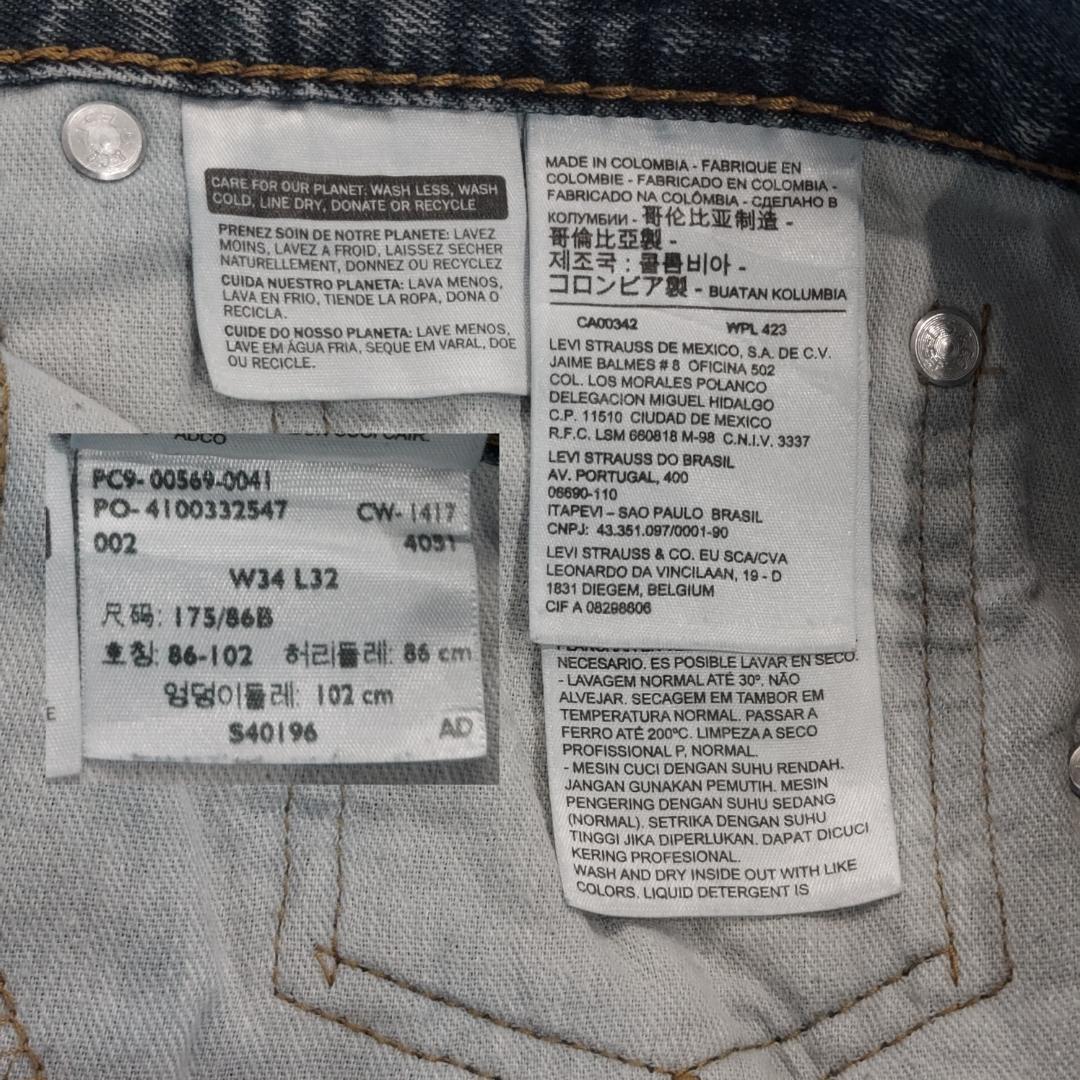 CARE FOR OUR PLANET: WASH LESS, WASH
COLD, LINE DRY, DONATE OR RECYCLE
PRENEZ SOIN DE NOTRE PLANETE: LAVEZ
MOINS, LAVEZ A FROID, LAISSEZ SECHER
NATURELLEMENT, DONNEZ OU RECYCLEZ
CUIDA NUESTRO PLANETA: LAVA MENOS,
LAVA EN FRIO, TIENDE LA ROPA, DONA O
RECICLA.
CUIDE DO NOSSO PLANETA: LAVE MENOS,
LAVE EM ÁGUA FRIA, SEQUE EM VARAL, DOE
OU RECICLE.
MADE IN COLOMBIA - FABRIQUE EN
COLOMBIE - FABRICADO EN COLOMBIA -
FABRICADO NA COLÔMBIA - СДЕЛАНО В
КОЛУМБИИ - 哥伦比亚制造 -
哥倫比亞製 -
제조국 : 콜롬비아 -
コロンビア製 - BUATAN KOLUMBIA
CA00342 WPL 423
LEVI STRAUSS DE MEXICO, S.A. DE C.V.
JAIME BALMES # 8 OFICINA 502
COL. LOS MORALES POLANCO
DELEGACION MIGUEL HIDALGO
C.P. 11510 CIUDAD DE MEXICO
R.F.C. LSM 660818 M-98 C.N.I.V. 3337
LEVI STRAUSS DO BRASIL
AV. PORTUGAL, 400
06690-110
ITAPEVI – SAO PAULO BRASIL
CNPJ: 43.351.097/0001-90
LEVI STRAUSS & CO. EU SCA/CVA
LEONARDO DA VINCILAAN, 19 - D
1831 DIEGEM, BELGIUM
CIF A 08298606
NECESARIO. ES POSIBLE LAVAR EN SECO.
- LAVAGEM NORMAL ATÉ 30º. NÃO
ALVEJAR. SECAGEM EM TAMBOR EM
TEMPERATURA NORMAL. PASSAR A
FERRO ATÉ 200ºC. LIMPEZA A SECO
PROFISSIONAL P, NORMAL.
- MESIN CUCI DENGAN SUHU RENDAH.
JANGAN GUNAKAN PEMUTIH. MESIN
PENGERING DENGAN SUHU SEDANG
(NORMAL). SETRIKA DENGAN SUHU
TINGGI JIKA DIPERLUKAN. DAPAT DICUCI
KERING PROFESIONAL.
WASH AND DRY INSIDE OUT WITH LIKE
COLORS. LIQUID DETERGENT IS
ADCO
PC9- 00569-0041
PO- 4100332547 CW- 1417
002 4031
W34 L32
尺码: 175/86B
호칭: 86-102 허리둘레: 86 cm
엉덩이둘레: 102 cm
S40196 AD
E